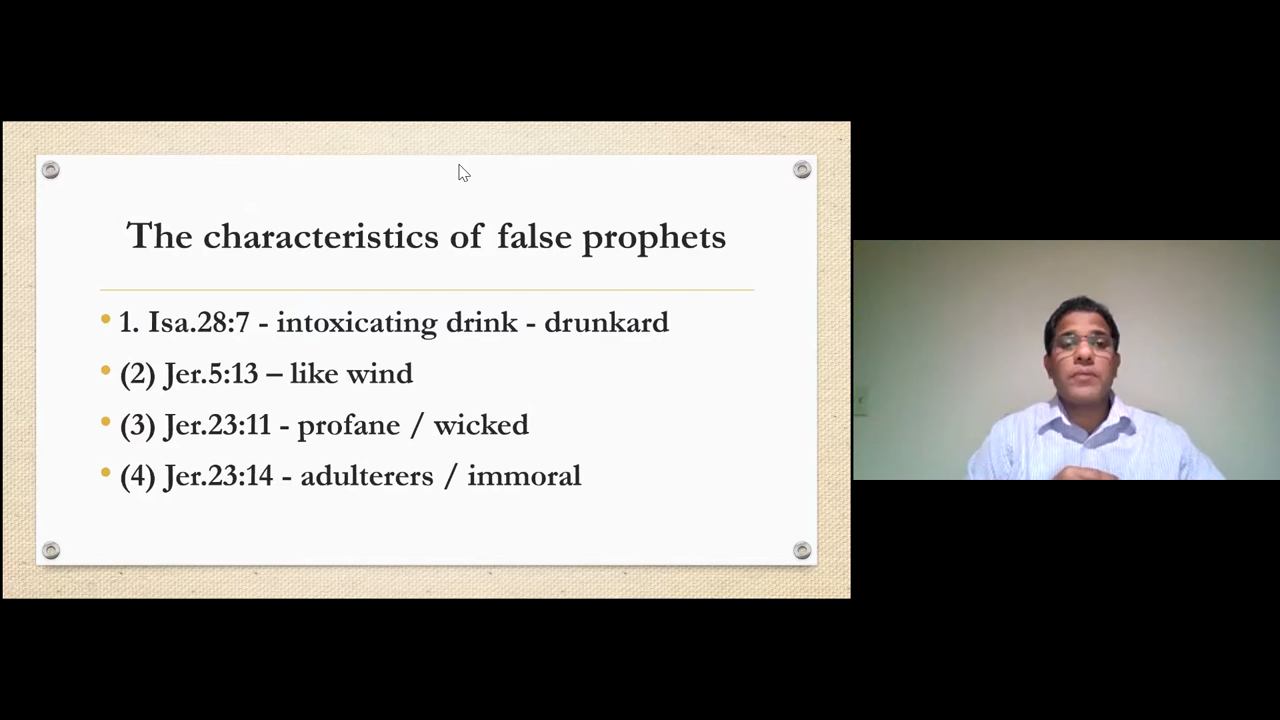 The characteristics of false prophets
• 1. Isa.28:7 - intoxicating drink - drunkard
• (2) Jer.5:13 – like wind
• (3) Jer.23:11 - profane / wicked
• (4) Jer.23:14 - adulterers / immoral